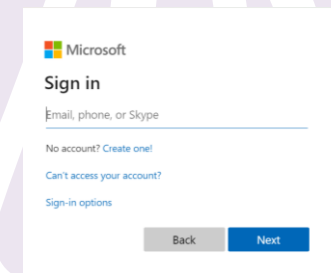 Microsoft
Sign in
Email, phone, or Skype
No account? Create one!
Can't access your account?
Sign-in options
Back Next